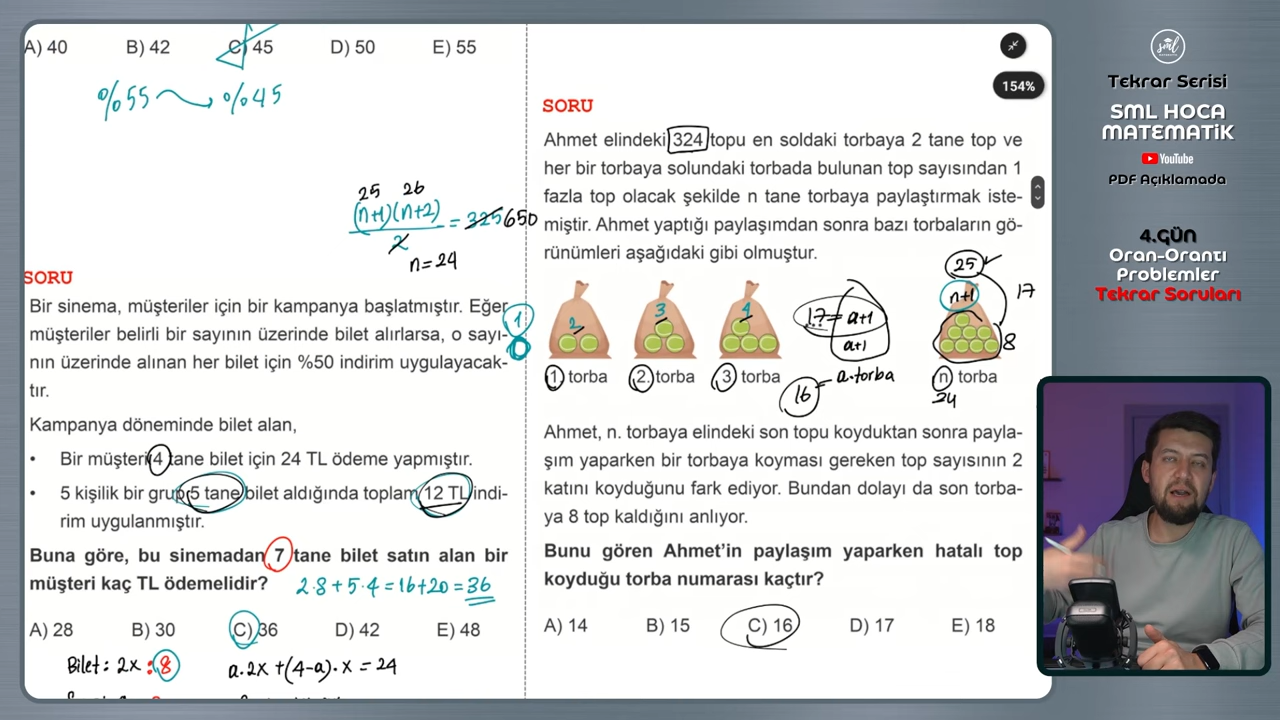 A) 40 B) 42 C) 45 D) 50 E) 55
%55 %45
25 26
(n+1)(n+2) = 325 650
2
n=24
SORU
Bir sinema, müşteriler için bir kampanya başlatmıştır. Eğer
müşteriler belirli bir sayının üzerinde bilet alırlarsa, o sayı-
nın üzerinde alınan her bilet için %50 indirim uygulayacak-
tır.
Kampanya döneminde bilet alan,
• Bir müşteri 4 tane bilet için 24 TL ödeme yapmıştır.
• 5 kişilik bir grup 5 tane bilet aldığında toplam 12 TL indi-
rim uygulanmıştır.
Buna göre, bu sinemadan 7 tane bilet satın alan bir
müşteri kaç TL ödemelidir?
2·8+5·4=16+20=36
A) 28 B) 30 C) 36 D) 42 E) 48
Bilet: 2x : 8 a·2x+(4-a)·x=24
154%
SORU
Ahmet elindeki 324 topu en soldaki torbaya 2 tane top ve
her bir torbaya solundaki torbada bulunan top sayısından 1
fazla top olacak şekilde n tane torbaya paylaştırmak iste-
miştir. Ahmet yaptığı paylaşımdan sonra bazı torbaların gö-
rünümleri aşağıdaki gibi olmuştur.
25
1 2 3 4 17=a+1 n+1 17
a+1 8
1. torba 2. torba 3. torba a.torba n. torba
16 24
Ahmet, n. torbaya elindeki son topu koyduktan sonra payla-
şım yaparken bir torbaya koyması gereken top sayısının 2
katını koyduğunu fark ediyor. Bundan dolayı da son torba-
ya 8 top kaldığını anlıyor.
Bunu gören Ahmet'in paylaşım yaparken hatalı top
koyduğu torba numarası kaçtır?
A) 14 B) 15 C) 16 D) 17 E) 18
sml
Tekrar Serisi
SML HOCA
MATEMATİK
YouTube
PDF Açıklamada
4.GÜN
Oran-Orantı
Problemler
Tekrar Soruları